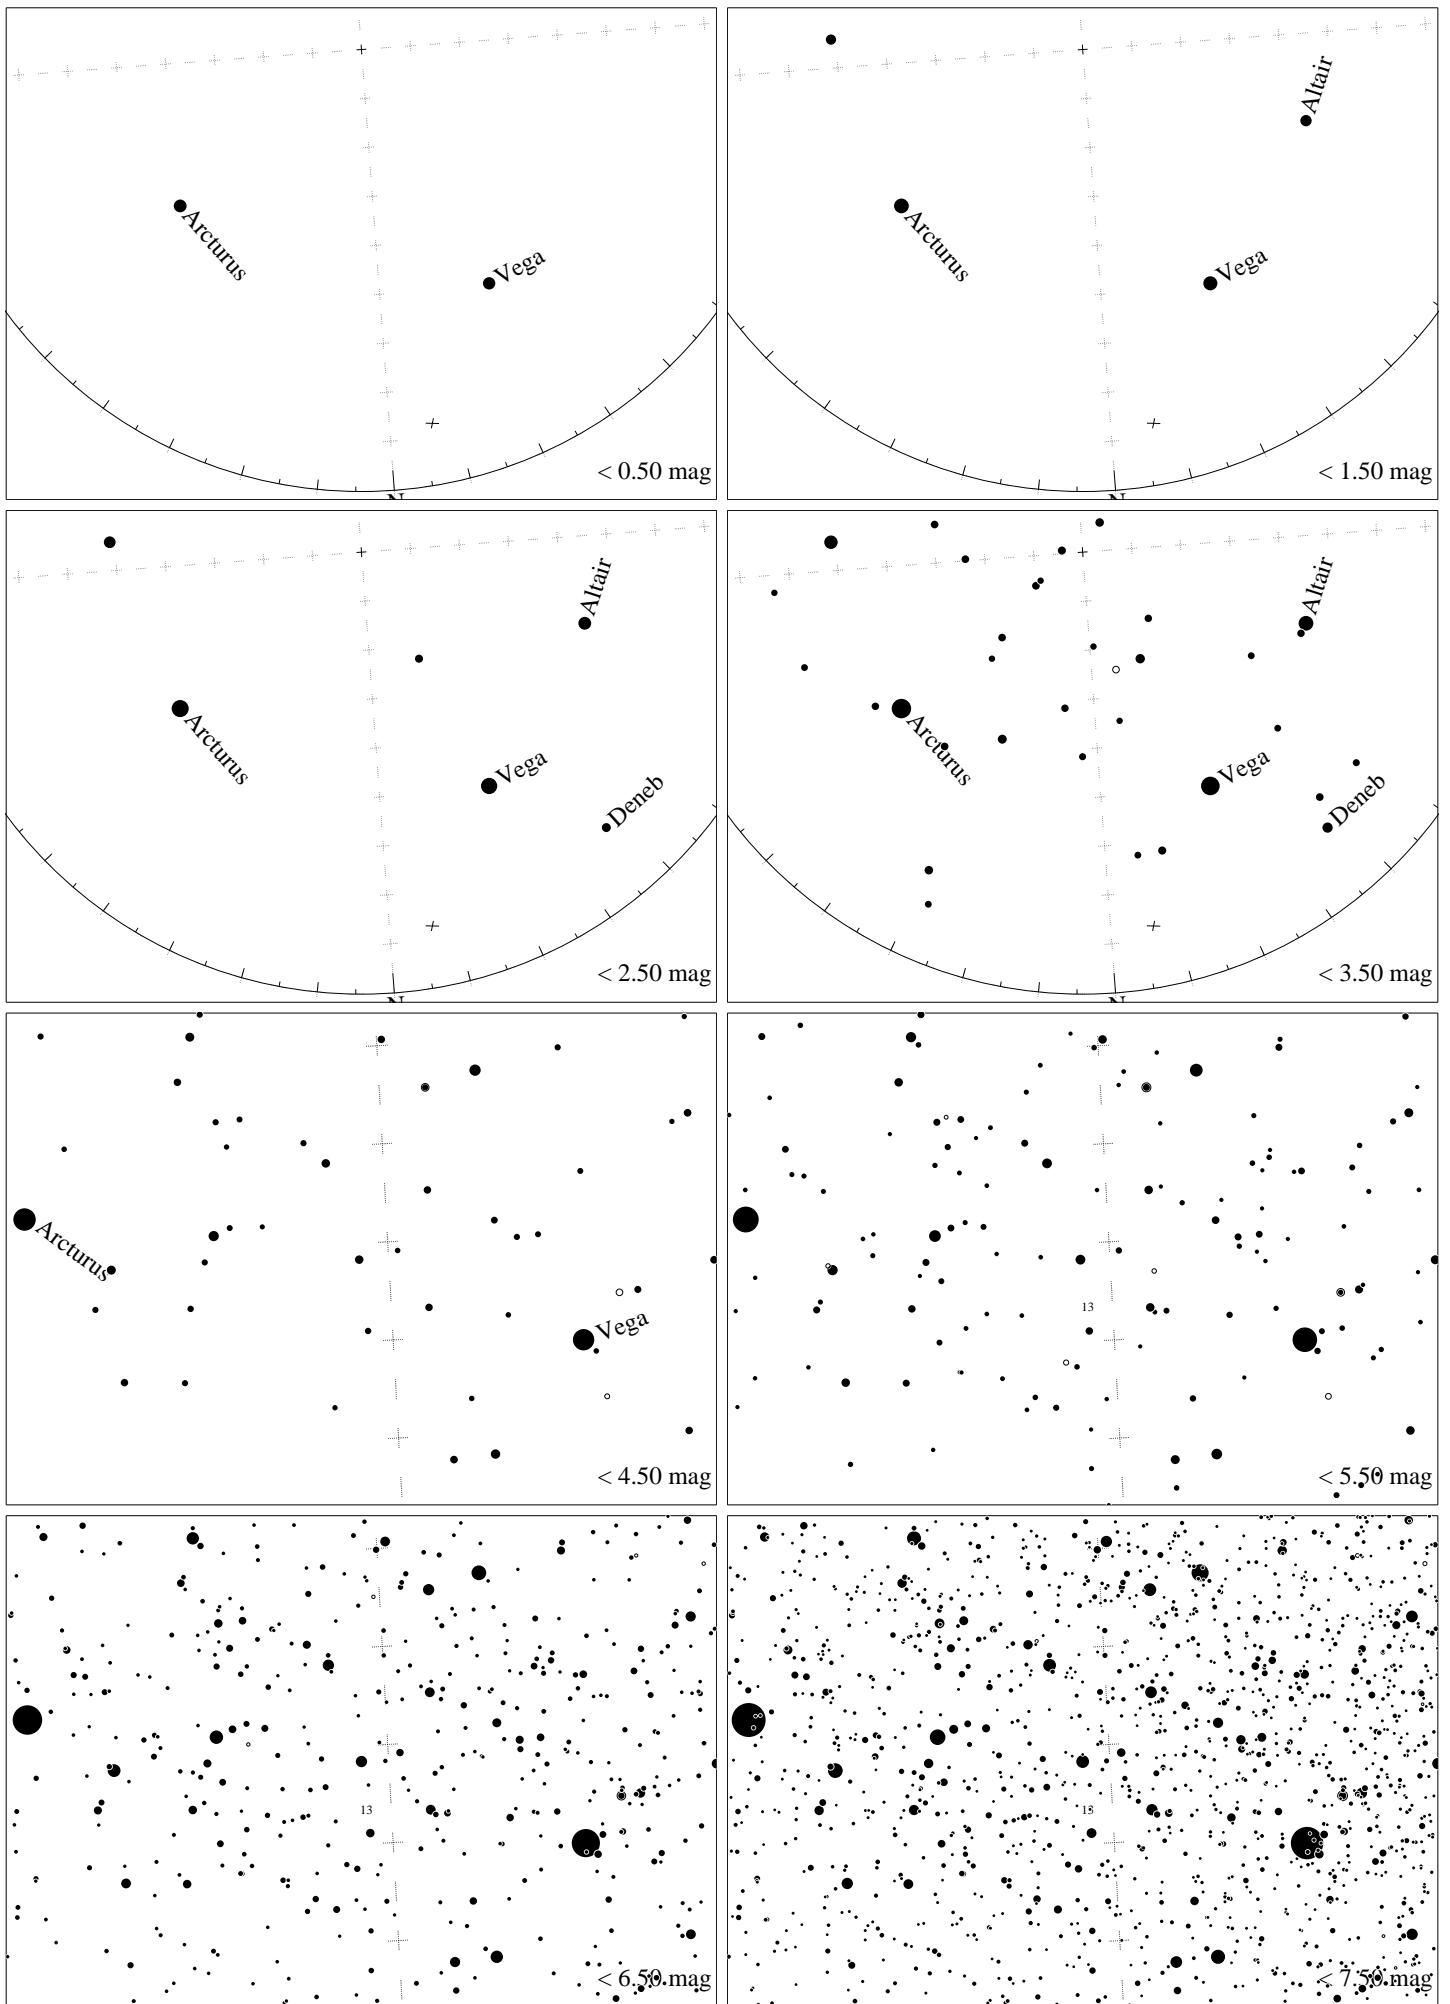 Arcturus
Vega
N
< 0.50 mag
Altair
Arcturus
Vega
N
< 1.50 mag
Altair
Arcturus
Vega
Deneb
N
< 2.50 mag
Altair
Arcturus
Vega
Deneb
N
< 3.50 mag
Arcturus
Vega
< 4.50 mag
13
< 5.50 mag
13
< 6.50 mag
13
< 7.50 mag